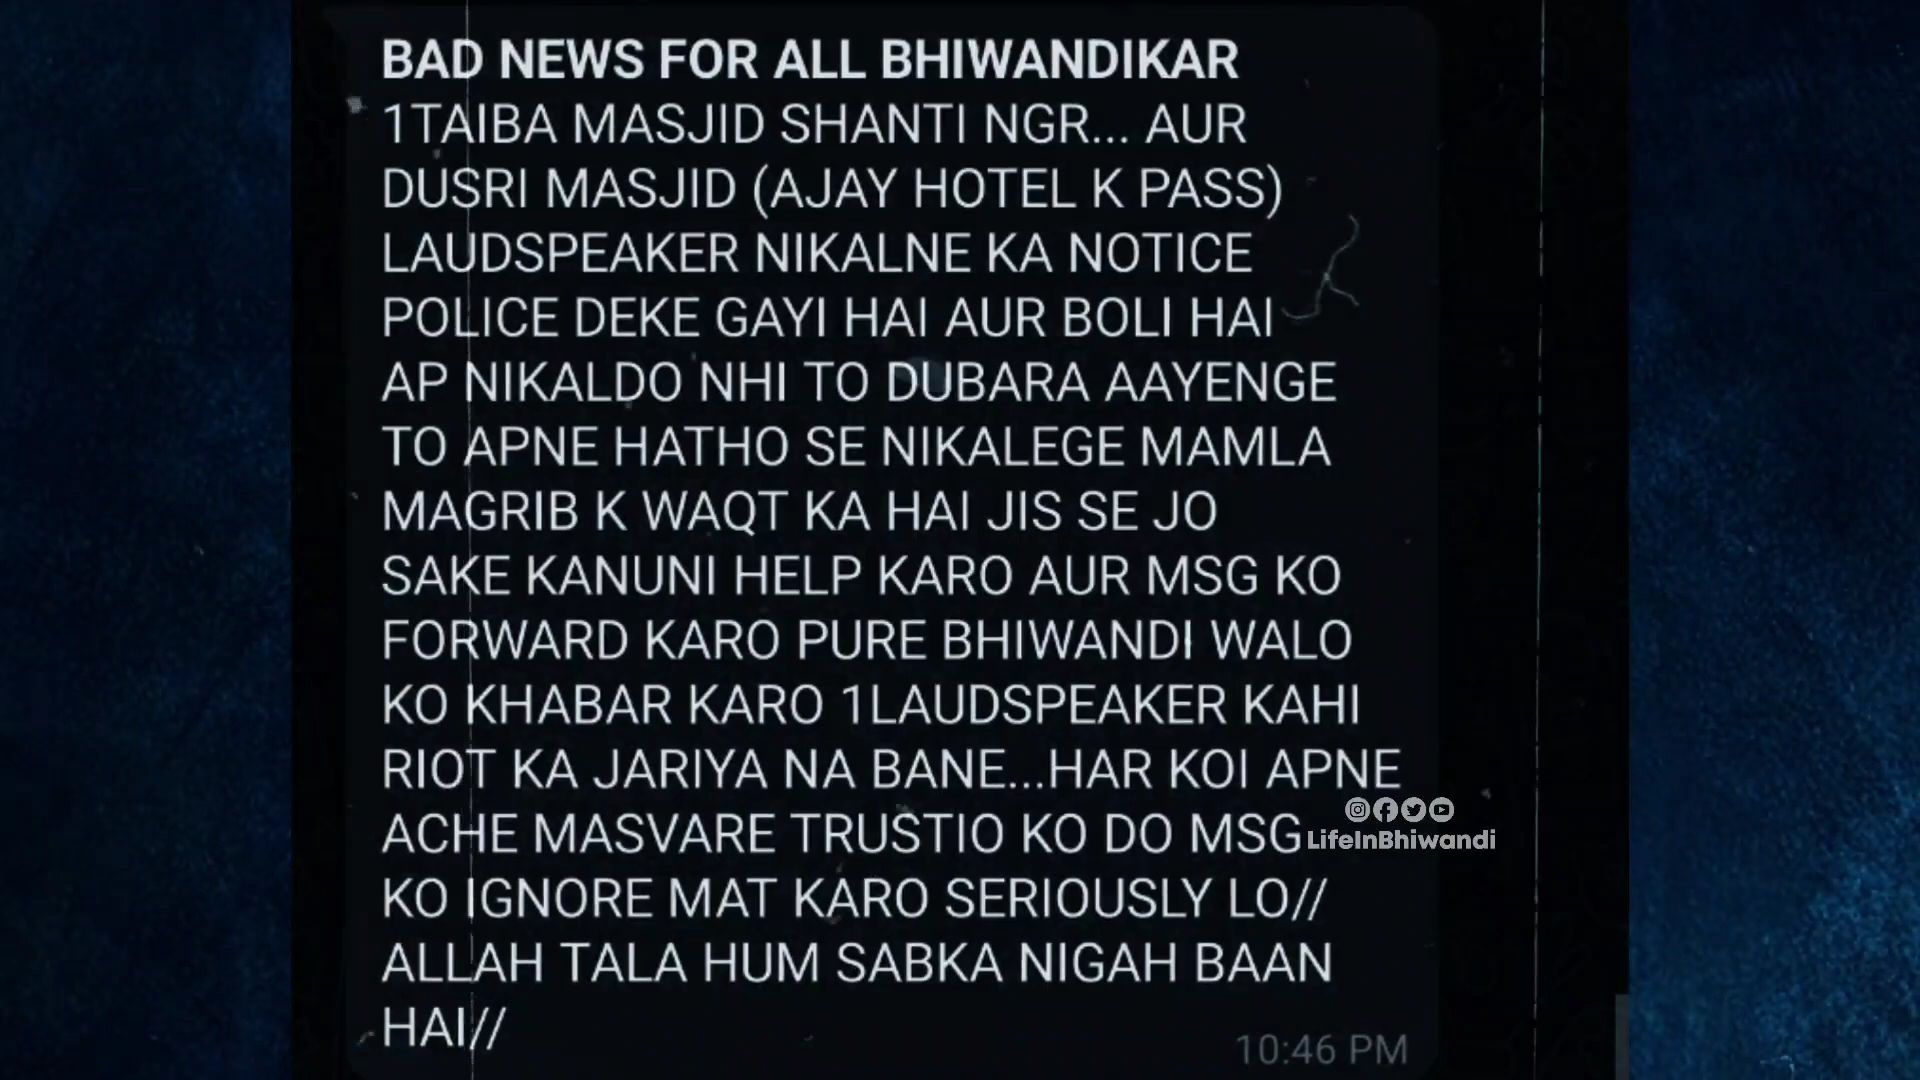 BAD NEWS FOR ALL BHIWANDIKAR
1TAIBA MASJID SHANTI NGR... AUR
DUSRI MASJID (AJAY HOTEL K PASS)
LAUDSPEAKER NIKALNE KA NOTICE
POLICE DEKE GAYI HAI AUR BOLI HAI
AP NIKALDO NHI TO DUBARA AAYENGE
TO APNE HATHO SE NIKALEGE MAMLA
MAGRIB K WAQT KA HAI JIS SE JO
SAKE KANUNI HELP KARO AUR MSG KO
FORWARD KARO PURE BHIWANDI WALO
KO KHABAR KARO 1LAUDSPEAKER KAHI
RIOT KA JARIYA NA BANE...HAR KOI APNE
ACHE MASVARE TRUSTIO KO DO MSG
LifeInBhiwandi
KO IGNORE MAT KARO SERIOUSLY LO//
ALLAH TALA HUM SABKA NIGAH BAAN
HAI//
10:46 PM